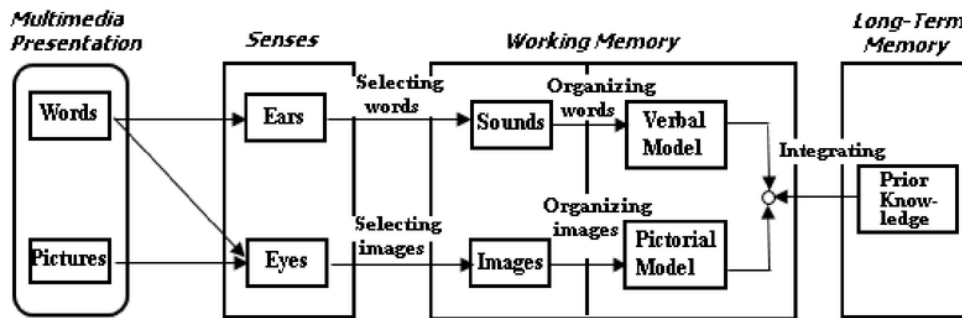 Multimedia
Presentation
Senses
Working Memory
Long-Term
Memory
Words
Pictures
Ears
Eyes
Selecting
words
Selecting
images
Sounds
Images
Organizing
words
Organizing
images
Verbal
Model
Pictorial
Model
Integrating
Prior
Know-
ledge